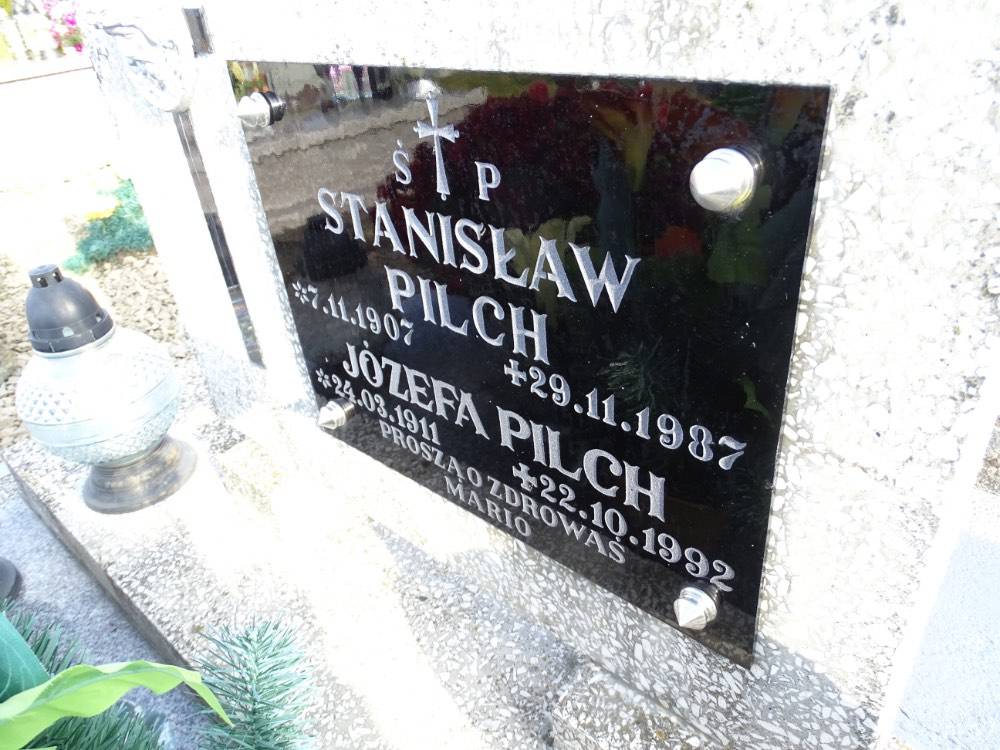 Ś P
STANISŁAW
PILCH
*7.11.1907
+29.11.1987
JÓZEFA PILCH
*24.03.1911
+22.10.1992
PROSZĄ O ZDROWAŚ
MARIO